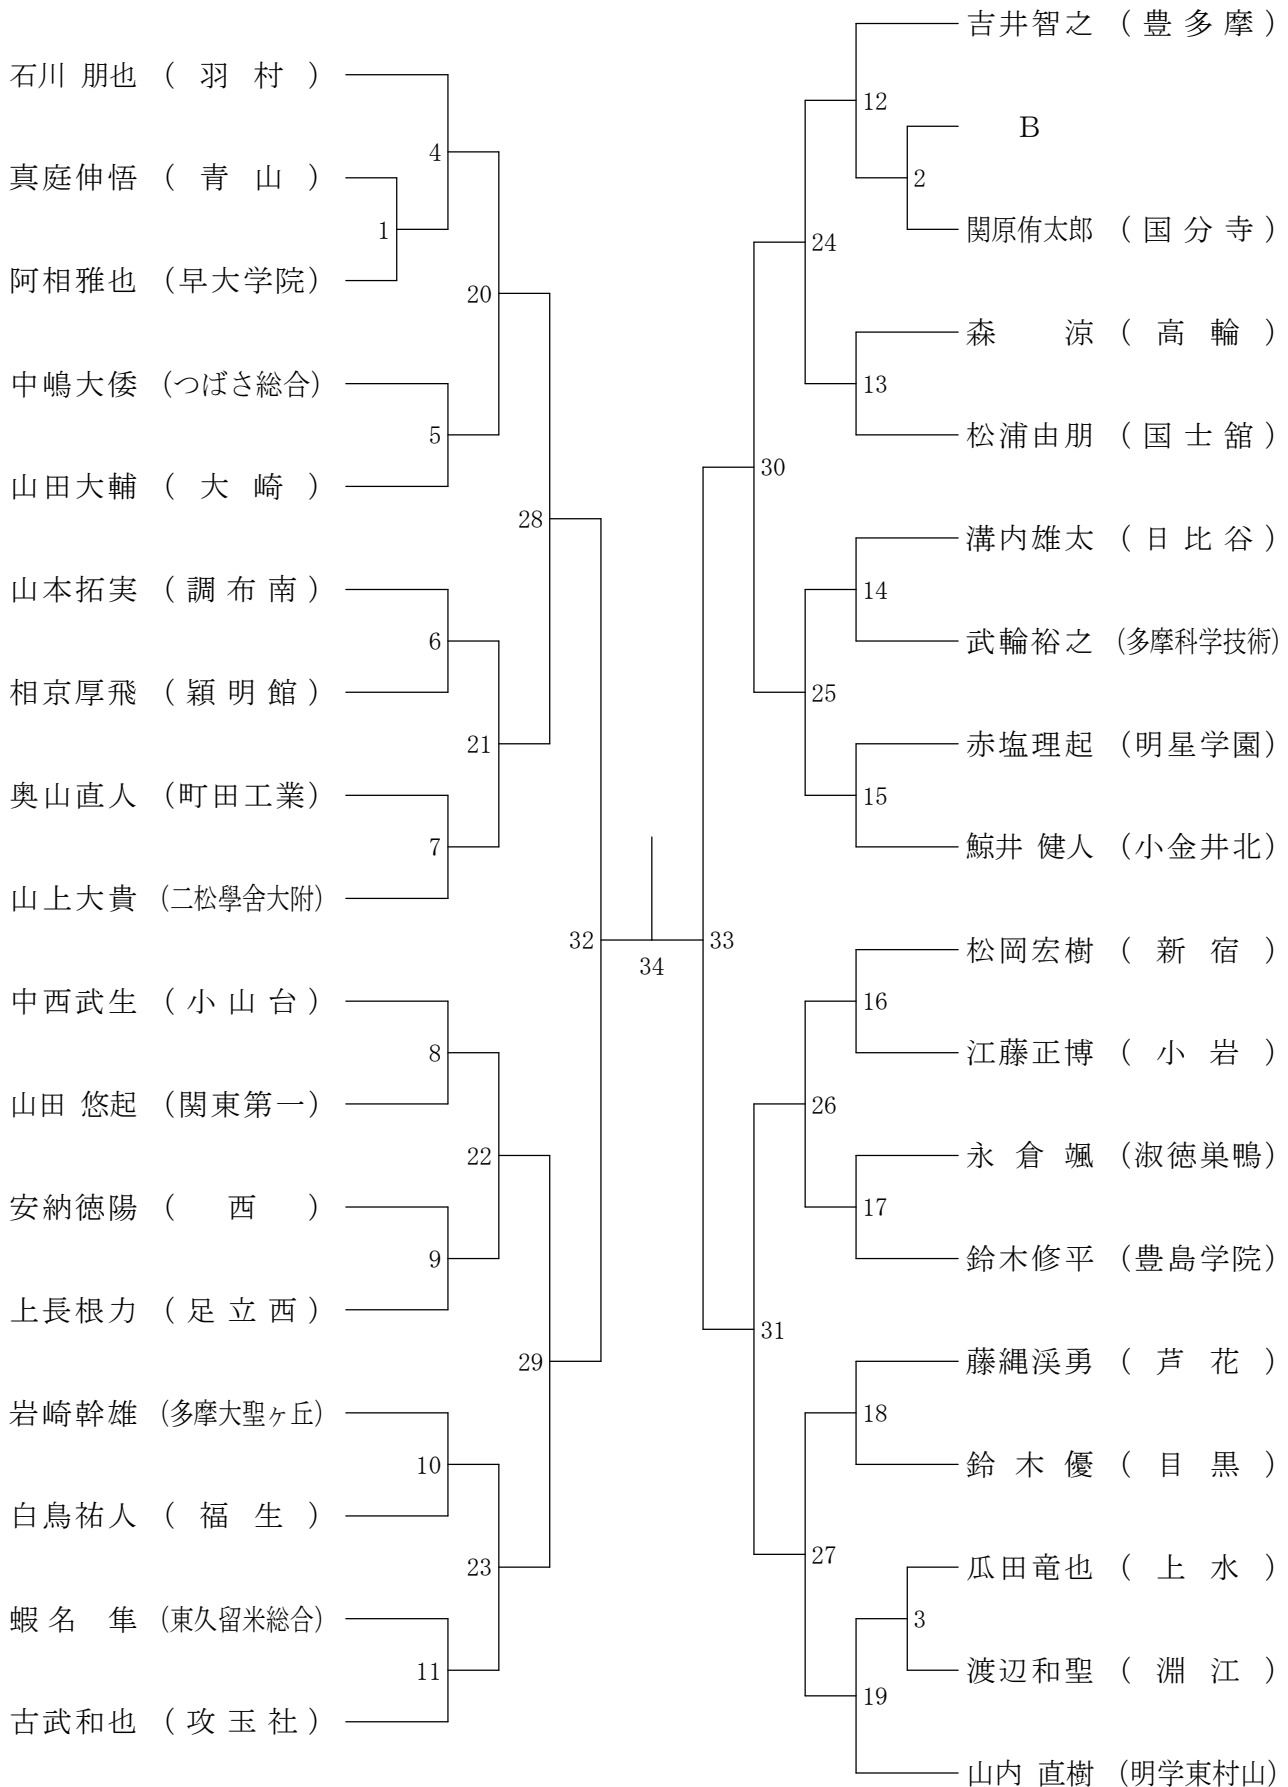 石川 朋也 （ 羽 村 ）
4
真庭伸悟 （ 青 山 ）
1
阿相雅也 （早大学院）
20
中嶋大倭 （つばさ総合）
5
山田大輔 （ 大 崎 ）
28
山本拓実 （ 調 布 南 ）
6
相京厚飛 （ 穎 明 館 ）
21
奥山直人 （町田工業）
7
山上大貴 （二松學舎大附）
32
中西武生 （ 小 山 台 ）
8
山田 悠起 （関東第一）
22
安納徳陽 （ 西 ）
9
上長根力 （ 足 立 西 ）
29
岩崎幹雄 （多摩大聖ヶ丘）
10
白鳥祐人 （ 福 生 ）
23
蝦名 隼 （東久留米総合）
11
古武和也 （ 攻 玉 社 ）
34
吉井智之 （ 豊 多 摩 ）
12
B
2
関原侑太郎 （ 国 分 寺 ）
24
森 涼 （ 高 輪 ）
13
松浦由朋 （ 国 士 舘 ）
30
溝内雄太 （ 日 比 谷 ）
14
武輪裕之 （多摩科学技術）
25
赤塩理起 （明星学園）
15
鯨井 健人 （小金井北）
33
松岡宏樹 （ 新 宿 ）
16
江藤正博 （ 小 岩 ）
26
永 倉 颯 （淑徳巣鴨）
17
鈴木修平 （豊島学院）
31
藤縄渓勇 （ 芦 花 ）
18
鈴 木 優 （ 目 黒 ）
27
瓜田竜也 （ 上 水 ）
3
渡辺和聖 （ 淵 江 ）
19
山内 直樹 （明学東村山）